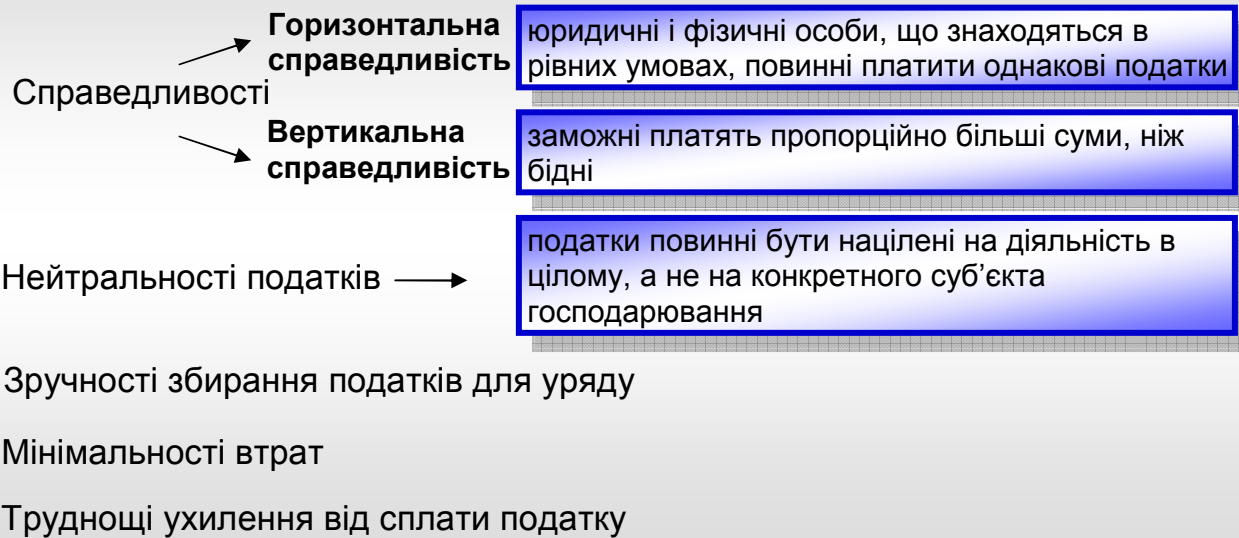 Горизонтальна
справедливість
юридичні і фізичні особи, що знаходяться в
рівних умовах, повинні платити однакові податки
Справедливості
Вертикальна
справедливість
заможні платять пропорційно більші суми, ніж
бідні
Нейтральності податків
податки повинні бути націлені на діяльність в
цілому, а не на конкретного суб’єкта
господарювання
Зручності збирання податків для уряду
Мінімальності втрат
Труднощі ухилення від сплати податку